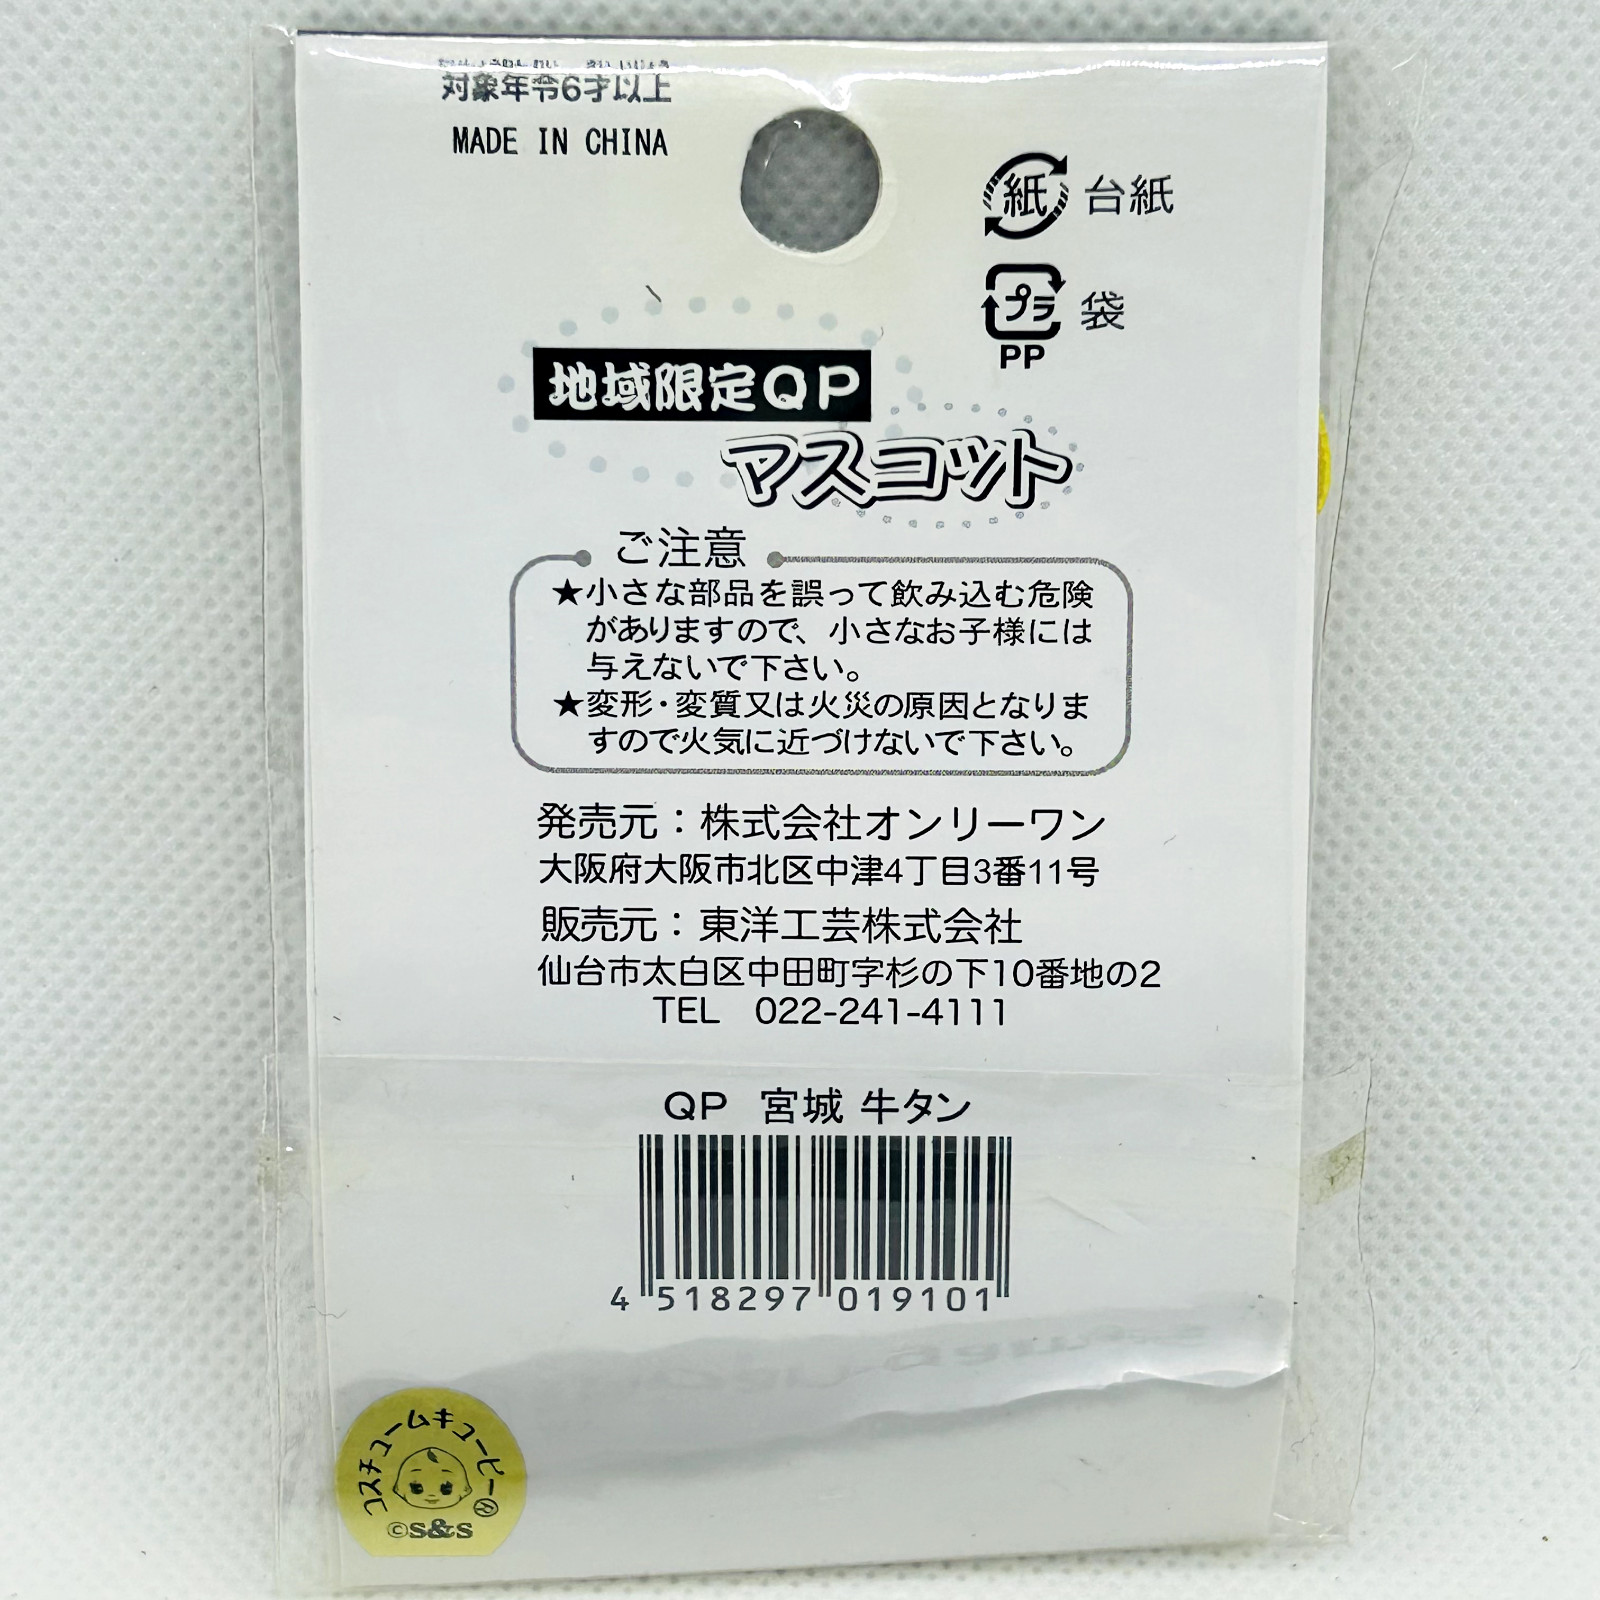 対象年令6才以上
MADE IN CHINA
紙 台紙
プラ 袋
PP
地域限定QP
マスコット
ご注意
★小さな部品を誤って飲み込む危険
がありますので、小さなお子様には
与えないで下さい。
★変形・変質又は火災の原因となりま
すので火気に近づけないで下さい。
発売元：株式会社オンリーワン
大阪府大阪市北区中津4丁目3番11号
販売元：東洋工芸株式会社
仙台市太白区中田町字杉の下10番地の2
TEL 022-241-4111
QP 宮城 牛タン
4 518297 019101
コスチュームキューピー®
©S&S